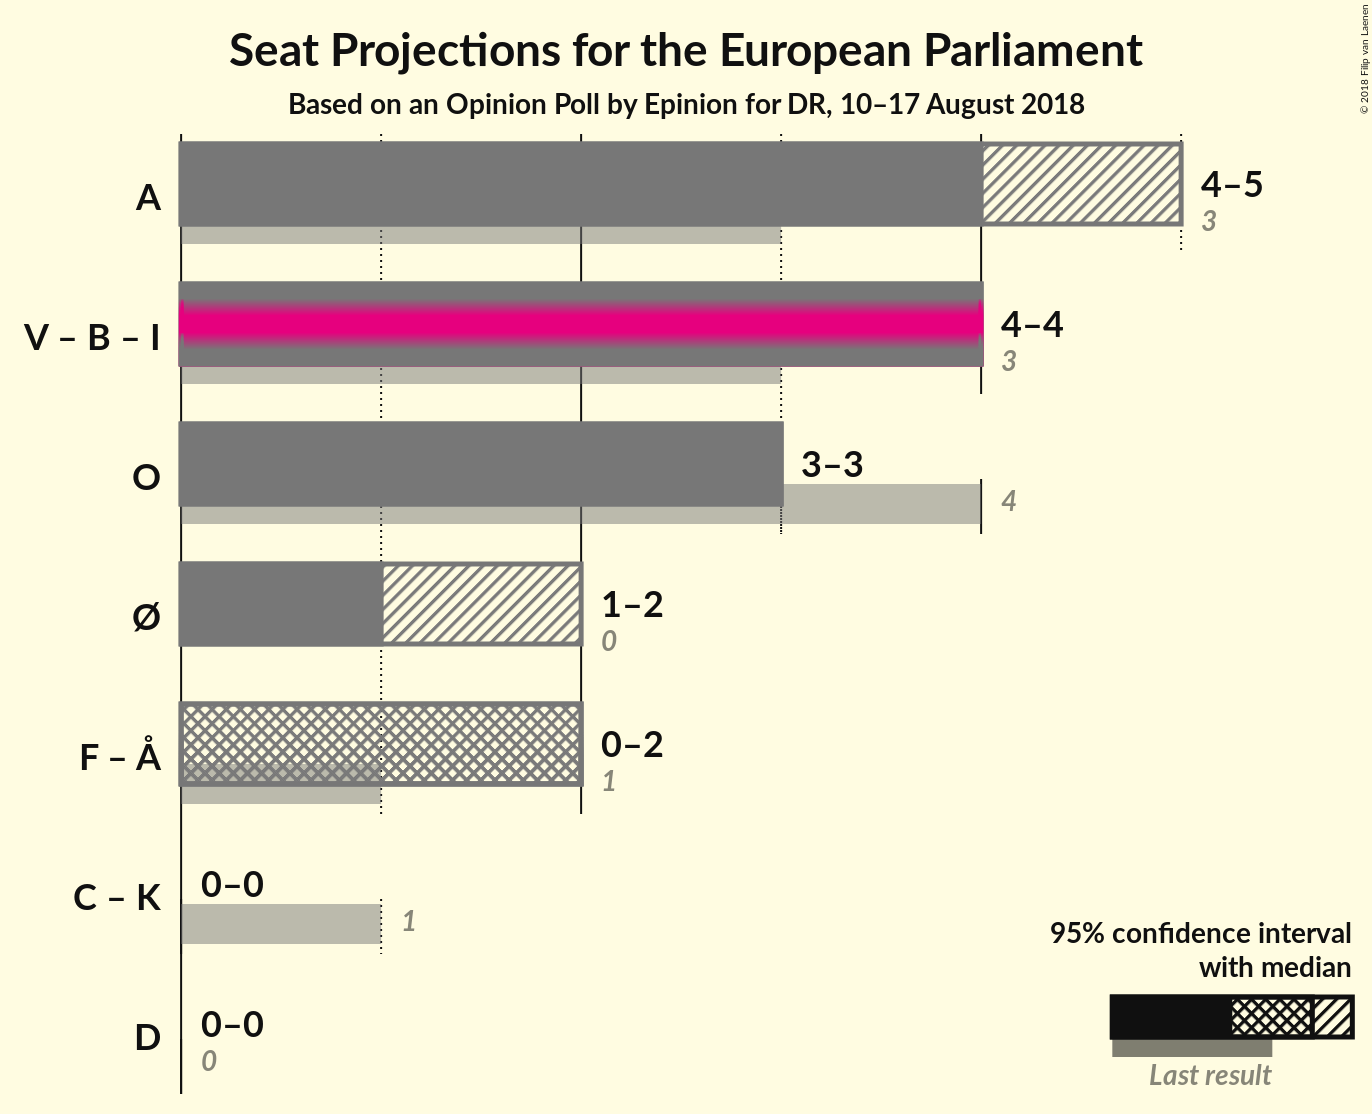 Seat Projections for the European Parliament
Based on an Opinion Poll by Epinion for DR, 10–17 August 2018
© 2018 Filip van Laenen
A
4–5
3
V – B – I
4–4
3
O
3–3
4
Ø
1–2
0
F – Å
0–2
1
C – K
0–0
1
D
0–0
0
95% confidence interval
with median
Last result